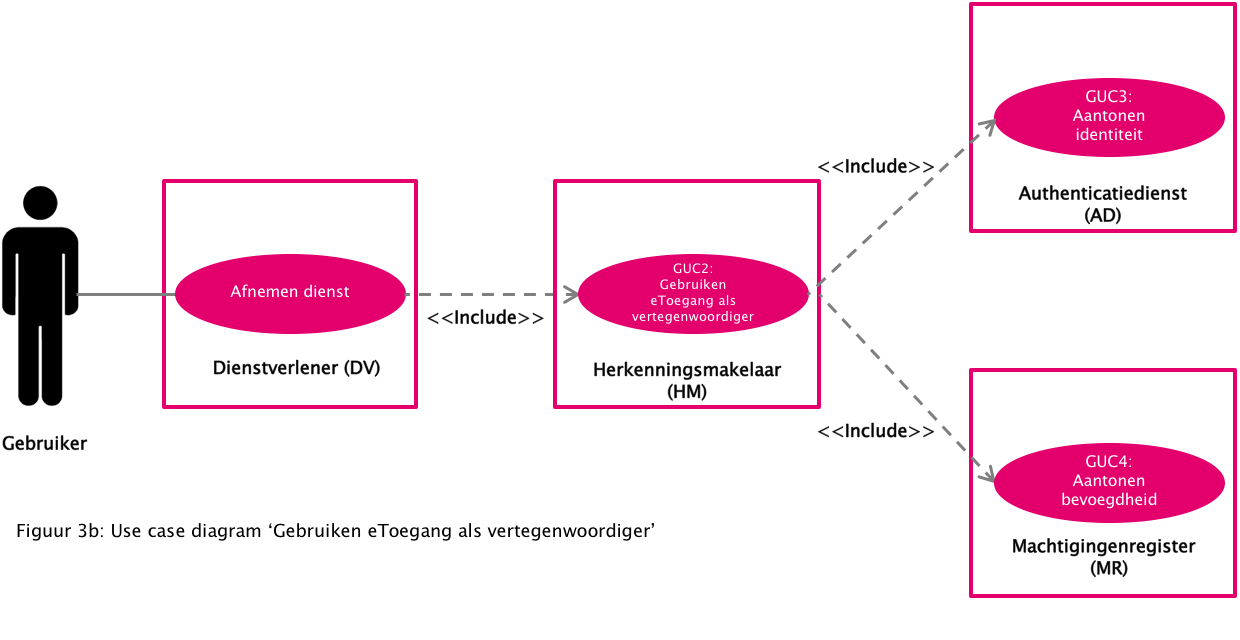 Gebruiker
Afnemen dienst
Dienstverlener (DV)
<<Include>>
GUC2:
Gebruiken
eToegang als
vertegenwoordiger
Herkenningsmakelaar
(HM)
<<Include>>
GUC3:
Aantonen
identiteit
Authenticatiedienst
(AD)
<<Include>>
GUC4:
Aantonen
bevoegdheid
Machtigingenregister
(MR)
Figuur 3b: Use case diagram ‘Gebruiken eToegang als vertegenwoordiger’